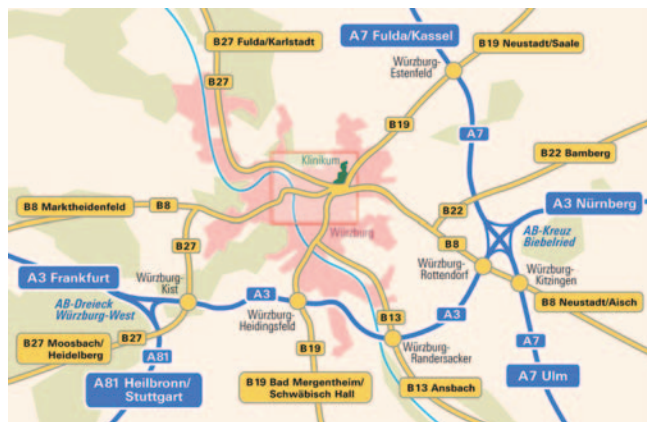 B27 Fulda/Karlstadt
A7 Fulda/Kassel
B19 Neustadt/Saale
Würzburg-
Estenfeld
B27
B19
A7
Klinikum
B22 Bamberg
B8 Marktheidenfeld
B8
B22
A3 Nürnberg
Würzburg
AB-Kreuz
Biebelried
B27
B8
A3 Frankfurt
Würzburg-
Kist
Würzburg-
Rottendorf
Würzburg-
Kitzingen
AB-Dreieck
Würzburg-West
A3
Würzburg-
Heidingsfeld
B13
A3
B8 Neustadt/Aisch
B27 Moosbach/
Heidelberg
B27
A81
B19
Würzburg-
Randersacker
A7
A81 Heilbronn/
Stuttgart
B19 Bad Mergentheim/
Schwäbisch Hall
B13 Ansbach
A7 Ulm